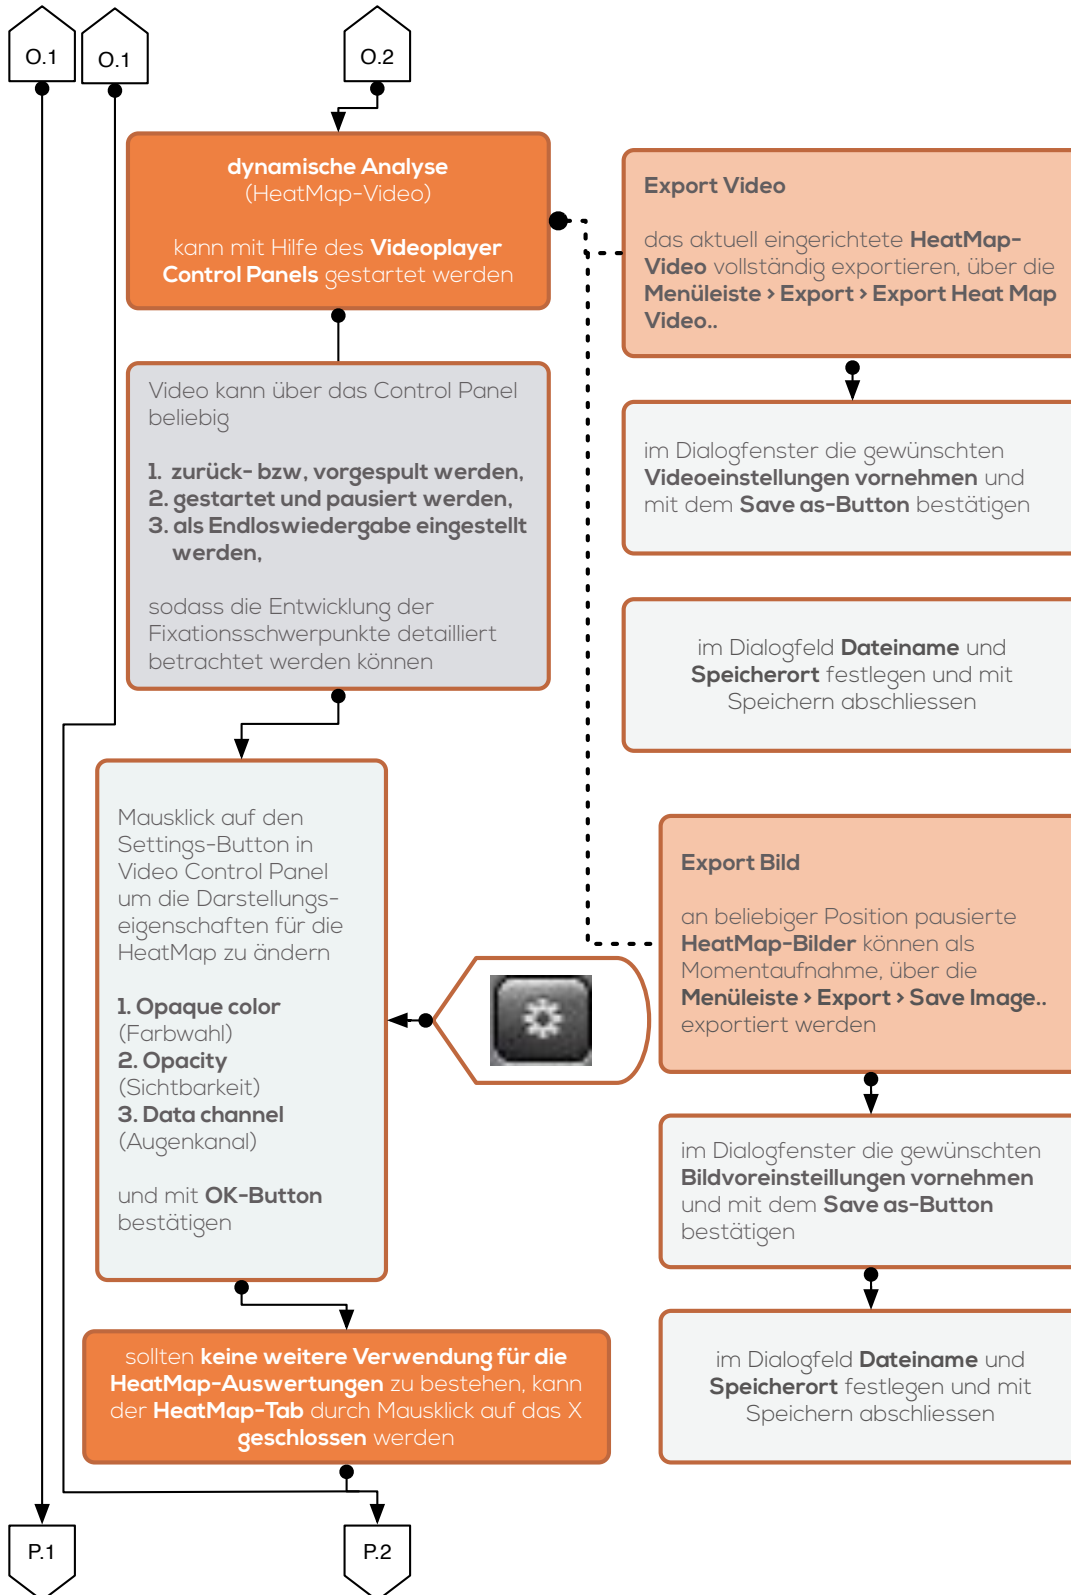 O.1
O.1
O.2
dynamische Analyse
(HeatMap-Video)
kann mit Hilfe des Videoplayer
Control Panels gestartet werden
Export Video
das aktuell eingerichtete HeatMap-
Video vollständig exportieren, über die
Menüleiste > Export > Export Heat Map
Video..
Video kann über das Control Panel
beliebig
1. zurück- bzw, vorgespult werden,
2. gestartet und pausiert werden,
3. als Endloswiedergabe eingestellt
werden,
sodass die Entwicklung der
Fixationsschwerpunkte detailliert
betrachtet werden können
im Dialogfenster die gewünschten
Videoeinstellungen vornehmen und
mit dem Save as-Button bestätigen
im Dialogfeld Dateiname und
Speicherort festlegen und mit
Speichern abschliessen
Mausklick auf den
Settings-Button in
Video Control Panel
um die Darstellungs-
eigenschaften für die
HeatMap zu ändern
1. Opaque color
(Farbwahl)
2. Opacity
(Sichtbarkeit)
3. Data channel
(Augenkanal)
und mit OK-Button
bestätigen
Export Bild
an beliebiger Position pausierte
HeatMap-Bilder können als
Momentaufnahme, über die
Menüleiste > Export > Save Image..
exportiert werden
im Dialogfenster die gewünschten
Bildvoreinsteillungen vornehmen
und mit dem Save as-Button
bestätigen
im Dialogfeld Dateiname und
Speicherort festlegen und mit
Speichern abschliessen
sollten keine weitere Verwendung für die
HeatMap-Auswertungen zu bestehen, kann
der HeatMap-Tab durch Mausklick auf das X
geschlossen werden
P.1
P.2